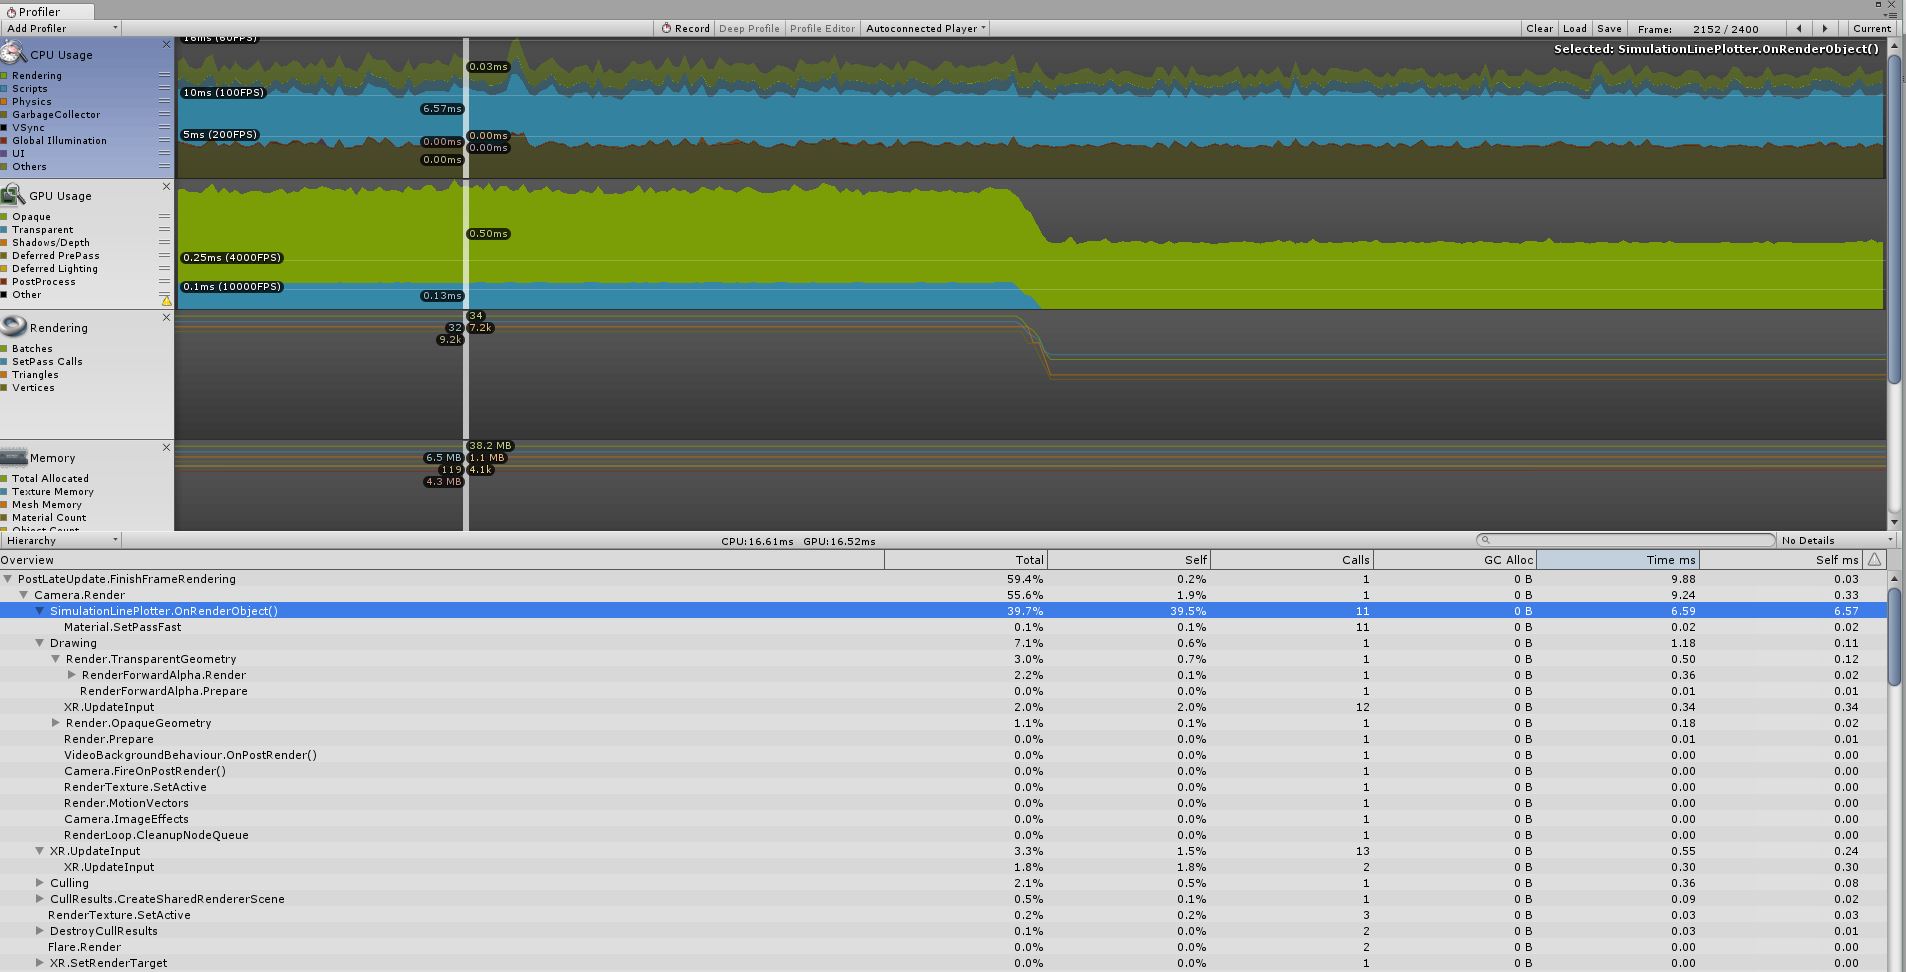 Profiler
Add Profiler Record Deep Profile Profile Editor Autoconnected Player Clear Load Save Frame: 2152 / 2400 Current
CPU Usage
Rendering
Scripts
Physics
GarbageCollector
VSync
Global Illumination
UI
Others
16ms (60FPS)
Selected: SimulationLinePlotter.OnRenderObject()
0.03ms
10ms (100FPS)
6.57ms
5ms (200FPS)
0.00ms
0.00ms
0.00ms
0.00ms
GPU Usage
Opaque
Transparent
Shadows/Depth
Deferred PrePass
Deferred Lighting
PostProcess
Other
0.50ms
0.25ms (4000FPS)
0.1ms (10000FPS)
0.13ms
Rendering
Batches
SetPass Calls
Triangles
Vertices
34
32 7.2k
9.2k
Memory
Total Allocated
Texture Memory
Mesh Memory
Material Count
Object Count
38.2 MB
6.5 MB 1.1 MB
119 4.1k
4.3 MB
Hierarchy CPU:16.61ms GPU:16.52ms No Details
Overview Total Self Calls GC Alloc Time ms Self ms
PostLateUpdate.FinishFrameRendering 59.4% 0.2% 1 0 B 9.88 0.03
Camera.Render 55.6% 1.9% 1 0 B 9.24 0.33
SimulationLinePlotter.OnRenderObject() 39.7% 39.5% 11 0 B 6.59 6.57
Material.SetPassFast 0.1% 0.1% 11 0 B 0.02 0.02
Drawing 7.1% 0.6% 1 0 B 1.18 0.11
Render.TransparentGeometry 3.0% 0.7% 1 0 B 0.50 0.12
RenderForwardAlpha.Render 2.2% 0.1% 1 0 B 0.36 0.02
RenderForwardAlpha.Prepare 0.0% 0.0% 1 0 B 0.01 0.01
XR.UpdateInput 2.0% 2.0% 12 0 B 0.34 0.34
Render.OpaqueGeometry 1.1% 0.1% 1 0 B 0.18 0.02
Render.Prepare 0.0% 0.0% 1 0 B 0.01 0.01
VideoBackgroundBehaviour.OnPostRender() 0.0% 0.0% 1 0 B 0.00 0.00
Camera.FireOnPostRender() 0.0% 0.0% 1 0 B 0.00 0.00
RenderTexture.SetActive 0.0% 0.0% 1 0 B 0.00 0.00
Render.MotionVectors 0.0% 0.0% 1 0 B 0.00 0.00
Camera.ImageEffects 0.0% 0.0% 1 0 B 0.00 0.00
RenderLoop.CleanupNodeQueue 0.0% 0.0% 1 0 B 0.00 0.00
XR.UpdateInput 3.3% 1.5% 13 0 B 0.55 0.24
XR.UpdateInput 1.8% 1.8% 2 0 B 0.30 0.30
Culling 2.1% 0.5% 1 0 B 0.36 0.08
CullResults.CreateSharedRendererScene 0.5% 0.1% 1 0 B 0.09 0.02
RenderTexture.SetActive 0.2% 0.2% 3 0 B 0.03 0.03
DestroyCullResults 0.1% 0.0% 2 0 B 0.03 0.01
Flare.Render 0.0% 0.0% 2 0 B 0.00 0.00
XR.SetRenderTarget 0.0% 0.0% 1 0 B 0.00 0.00